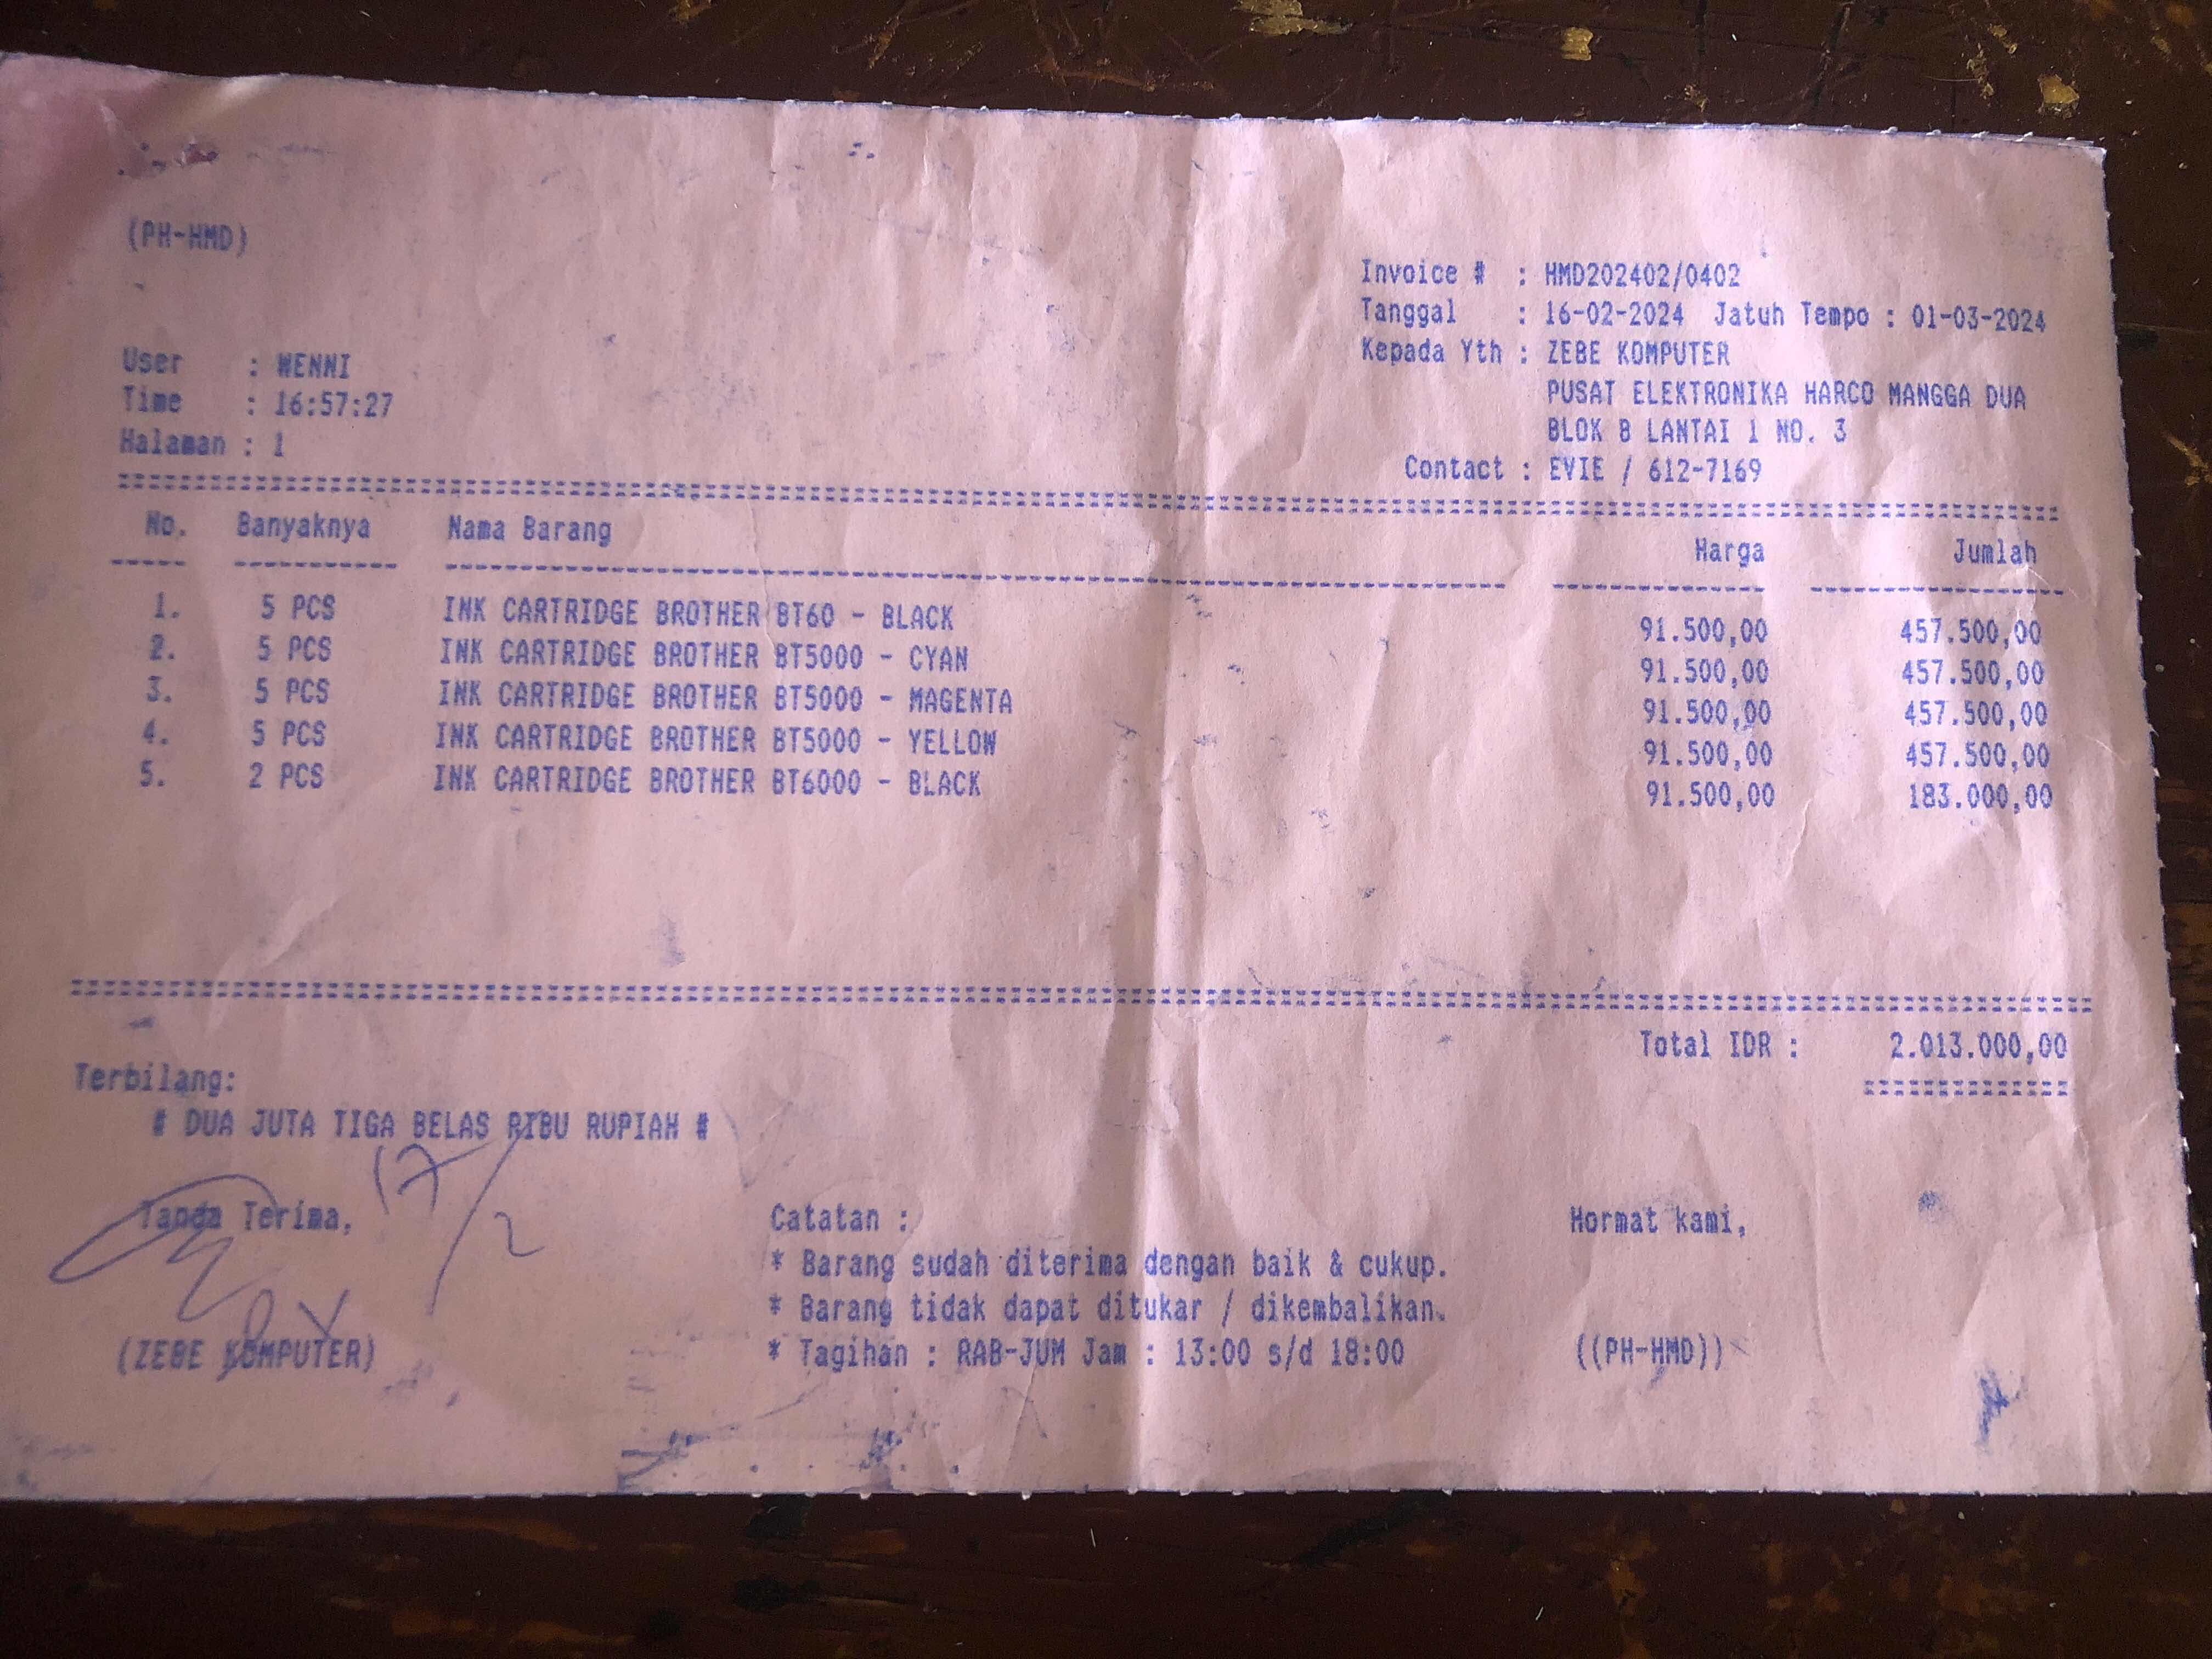 (PH-HMD)
Invoice # : HMD202402/0402
Tanggal : 16-02-2024 Jatuh Tempo : 01-03-2024
Kepada Yth : ZEBE KOMPUTER
PUSAT ELEKTRONIKA HARCO MANGGA DUA
BLOK B LANTAI 1 NO. 3
Contact : EVIE / 612-7169
User : WENNI
Time : 16:57:27
Halaman : 1
No. Banyaknya Nama Barang Harga Jumlah
1. 5 PCS INK CARTRIDGE BROTHER BT60 - BLACK 91.500,00 457.500,00
2. 5 PCS INK CARTRIDGE BROTHER BT5000 - CYAN 91.500,00 457.500,00
3. 5 PCS INK CARTRIDGE BROTHER BT5000 - MAGENTA 91.500,00 457.500,00
4. 5 PCS INK CARTRIDGE BROTHER BT5000 - YELLOW 91.500,00 457.500,00
5. 2 PCS INK CARTRIDGE BROTHER BT6000 - BLACK 91.500,00 183.000,00
Total IDR : 2.013.000,00
Terbilang:
# DUA JUTA TIGA BELAS RIBU RUPIAH #
17/2
Tanda Terima,
(ZEBE KOMPUTER)
Catatan :
* Barang sudah diterima dengan baik & cukup.
* Barang tidak dapat ditukar / dikembalikan.
* Tagihan : RAB-JUM Jam : 13:00 s/d 18:00
Hormat kami,
((PH-HMD))